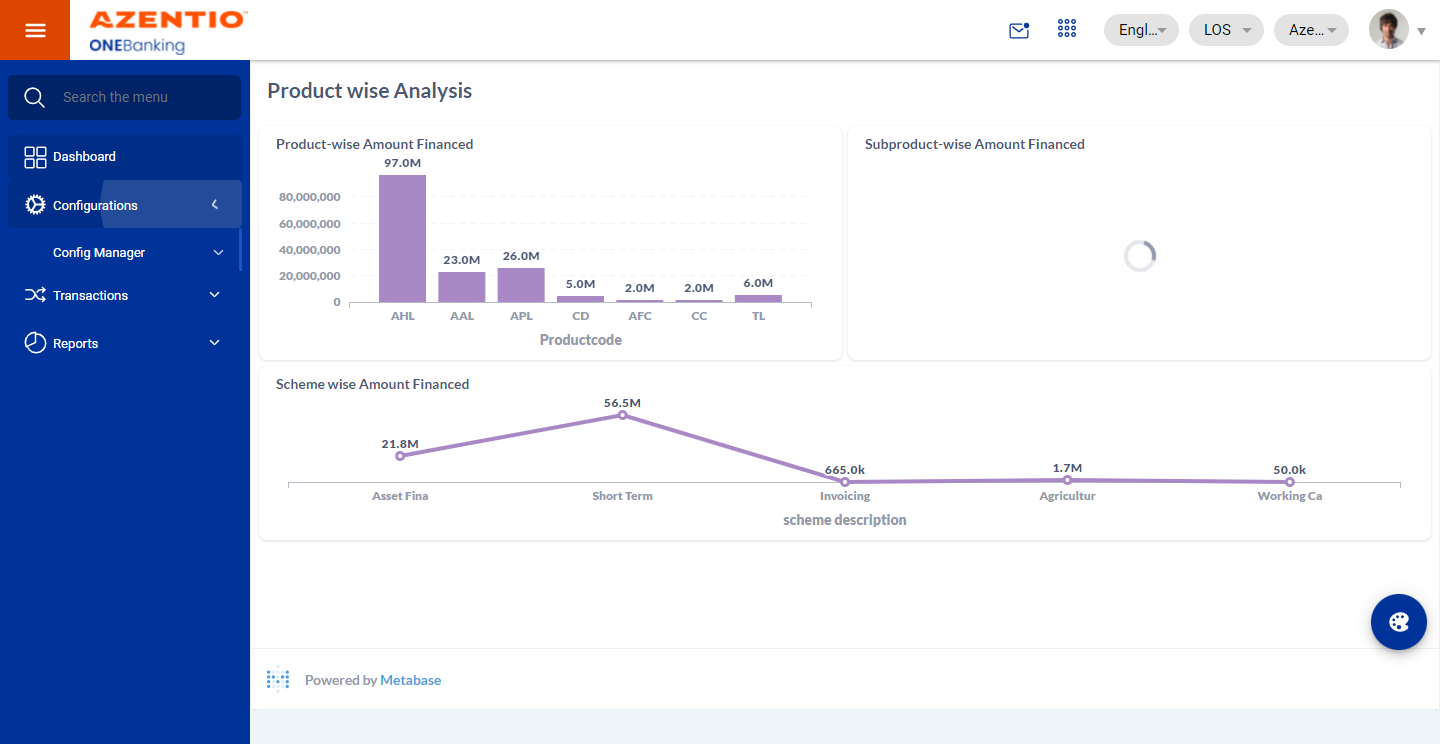 AZENTIO™
ONEBanking
Engl...
LOS
Aze...
Search the menu
Dashboard
Configurations
Config Manager
Transactions
Reports
Product wise Analysis
Product-wise Amount Financed
97.0M
80,000,000
60,000,000
40,000,000
20,000,000
0
23.0M
26.0M
5.0M
2.0M
2.0M
6.0M
AHL
AAL
APL
CD
AFC
CC
TL
Productcode
Subproduct-wise Amount Financed
Scheme wise Amount Financed
21.8M
56.5M
665.0k
1.7M
50.0k
Asset Fina
Short Term
Invoicing
Agricultur
Working Ca
scheme description
Powered by Metabase